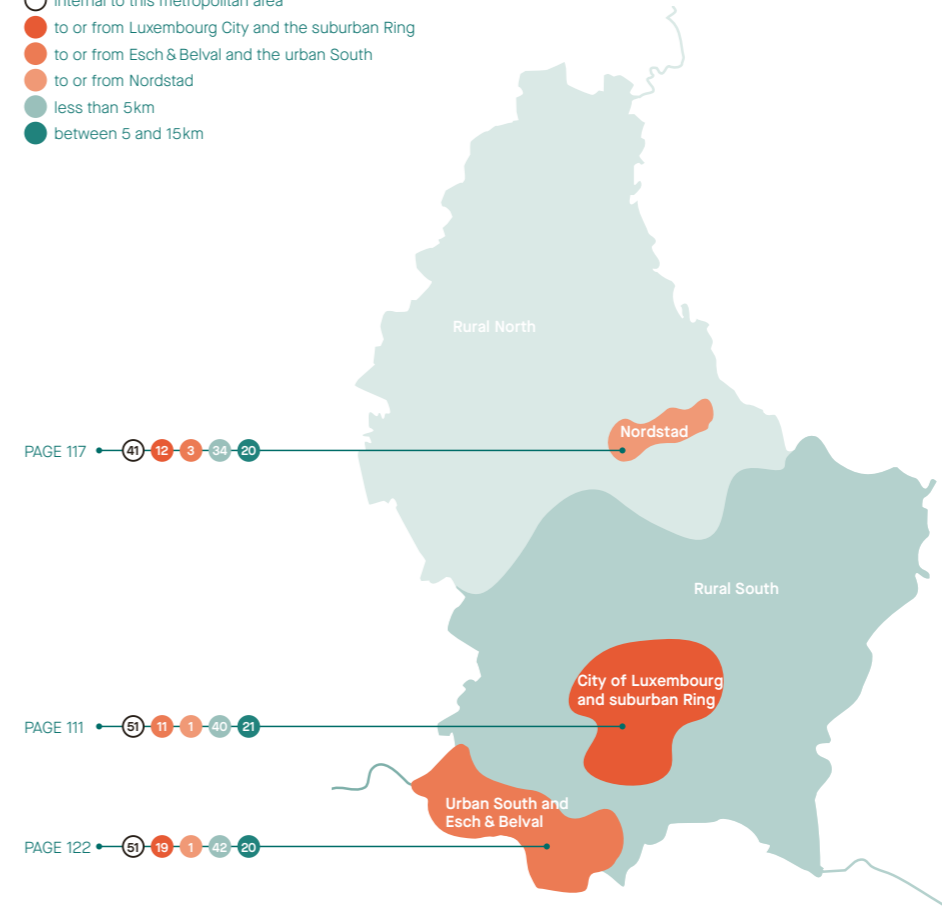 internal to this metropolitan area
to or from Luxembourg City and the suburban Ring
to or from Esch & Belval and the urban South
to or from Nordstad
less than 5km
between 5 and 15km
Rural North
Nordstad
PAGE 117 41 12 3 34 20
Rural South
City of Luxembourg
and suburban Ring
PAGE 111 51 11 1 40 21
Urban South and
Esch & Belval
PAGE 122 51 19 1 42 20